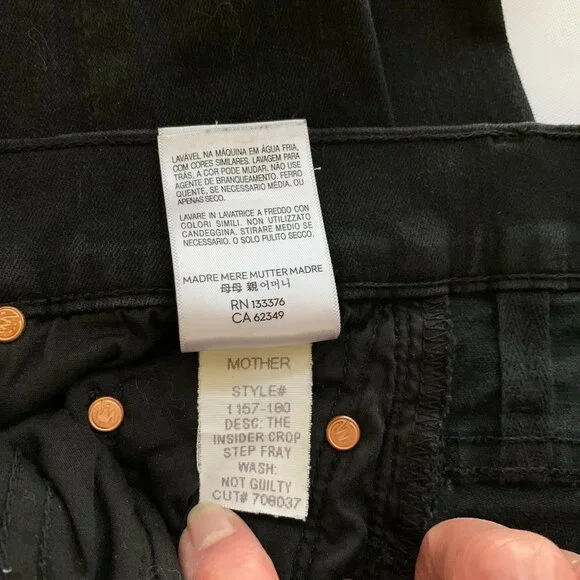 LAVÁVEL NA MÁQUINA EM ÁGUA FRIA,
COM CORES SIMILARES. LAVAGEM PARA
TRÁS, A COR PODE MUDAR. NÃO USE
AGENTE DE BRANQUEAMENTO. FERRO
QUENTE, SE NECESSARIO MÉDIA. OU
APENAS SECO.
LAVARE IN LAVATRICE A FREDDO CON
COLORI SIMILI. NON UTILIZZATO
CANDEGGINA. STIRARE MEDIO SE
NECESSARIO. O SOLO PULITO SECCO.
MADRE MERE MUTTER MADRE
母母 親 어머니
RN 133376
CA 62349
MOTHER
STYLE#
1157-180
DESC: THE
INSIDER CROP
STEP FRAY
WASH:
NOT GUILTY
CUT# 708037